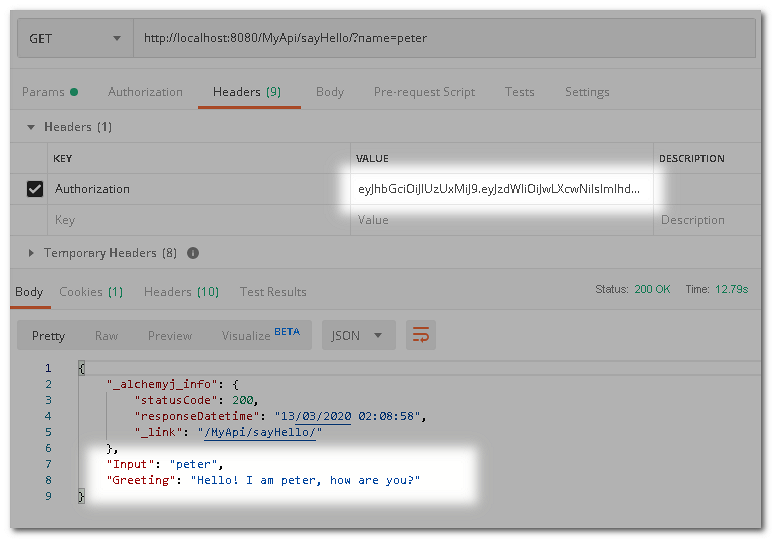 GET http://localhost:8080/MyApi/sayHello/?name=peter
Params Authorization Headers (9) Body Pre-request Script Tests Settings
Headers (1)
KEY VALUE DESCRIPTION
Authorization eyJhbGciOiJIUzUxMiJ9.eyJzdWIiOiJwLXcwNiIsImlhd...
Key Value Description
Temporary Headers (8)
Body Cookies (1) Headers (10) Test Results Status: 200 OK Time: 12.79s
Pretty Raw Preview Visualize BETA JSON
1 {
2 "_alchemyj_info": {
3 "statusCode": 200,
4 "responseDatetime": "13/03/2020 02:08:58",
5 "_link": "/MyApi/sayHello/"
6 },
7 "Input": "peter",
8 "Greeting": "Hello! I am peter, how are you?"
9 }